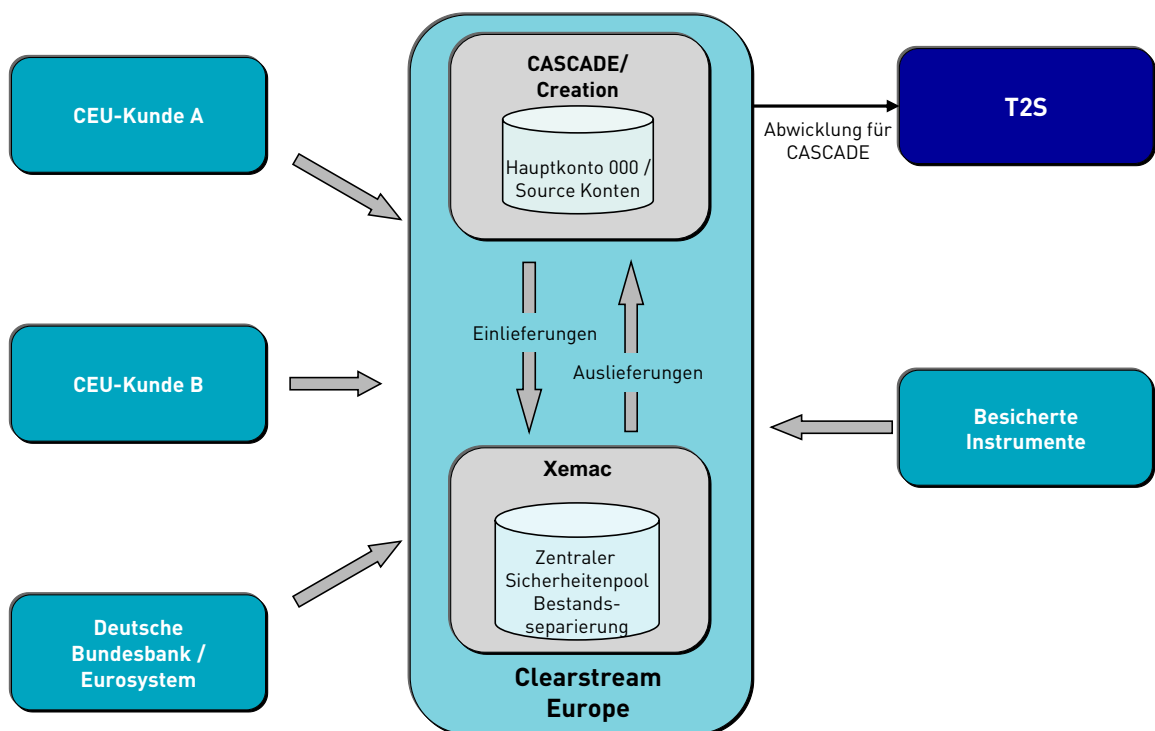 CEU-Kunde A
CASCADE/
Creation
Hauptkonto 000 /
Source Konten
Abwicklung für
CASCADE
T2S
Einlieferungen
Auslieferungen
CEU-Kunde B
Besicherte
Instrumente
Xemac
Zentraler
Sicherheitenpool
Bestands-
separierung
Deutsche
Bundesbank /
Eurosystem
Clearstream
Europe